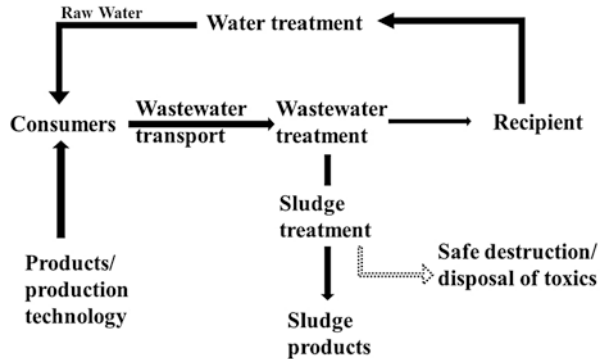 Raw Water
Water treatment
Consumers
Wastewater
transport
Wastewater
treatment
Recipient
Sludge
treatment
Products/
production
technology
Safe destruction/
disposal of toxics
Sludge
products